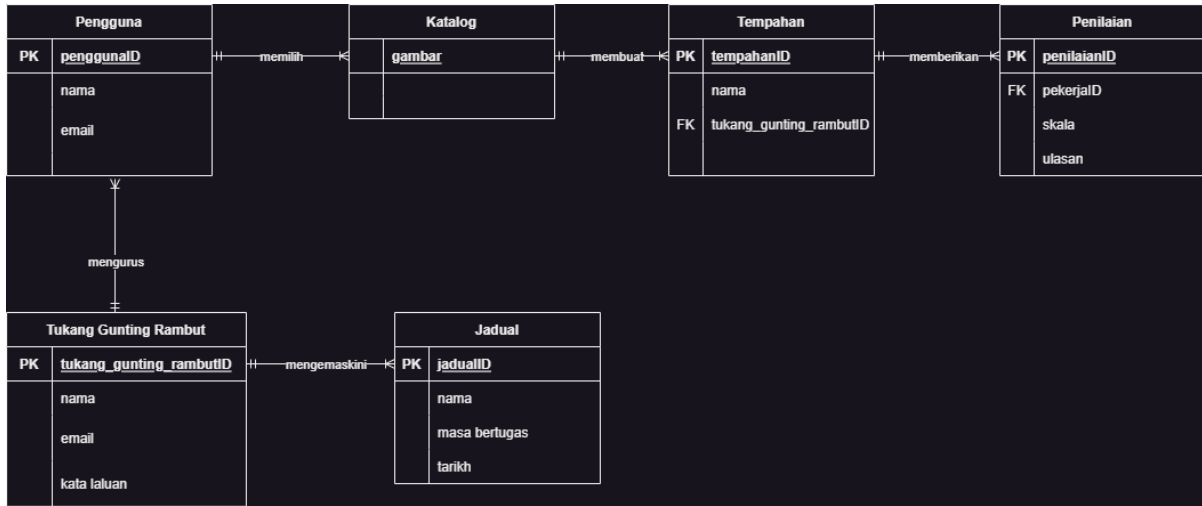 Pengguna
PK penggunaID
nama
email
memilih
Katalog
gambar
membuat
Tempahan
PK tempahanID
nama
FK tukang_gunting_rambutID
memberikan
Penilaian
PK penilaianID
FK pekerjaID
skala
ulasan
mengurus
Tukang Gunting Rambut
PK tukang_gunting_rambutID
nama
email
kata laluan
mengemaskini
Jadual
PK jadualID
nama
masa bertugas
tarikh